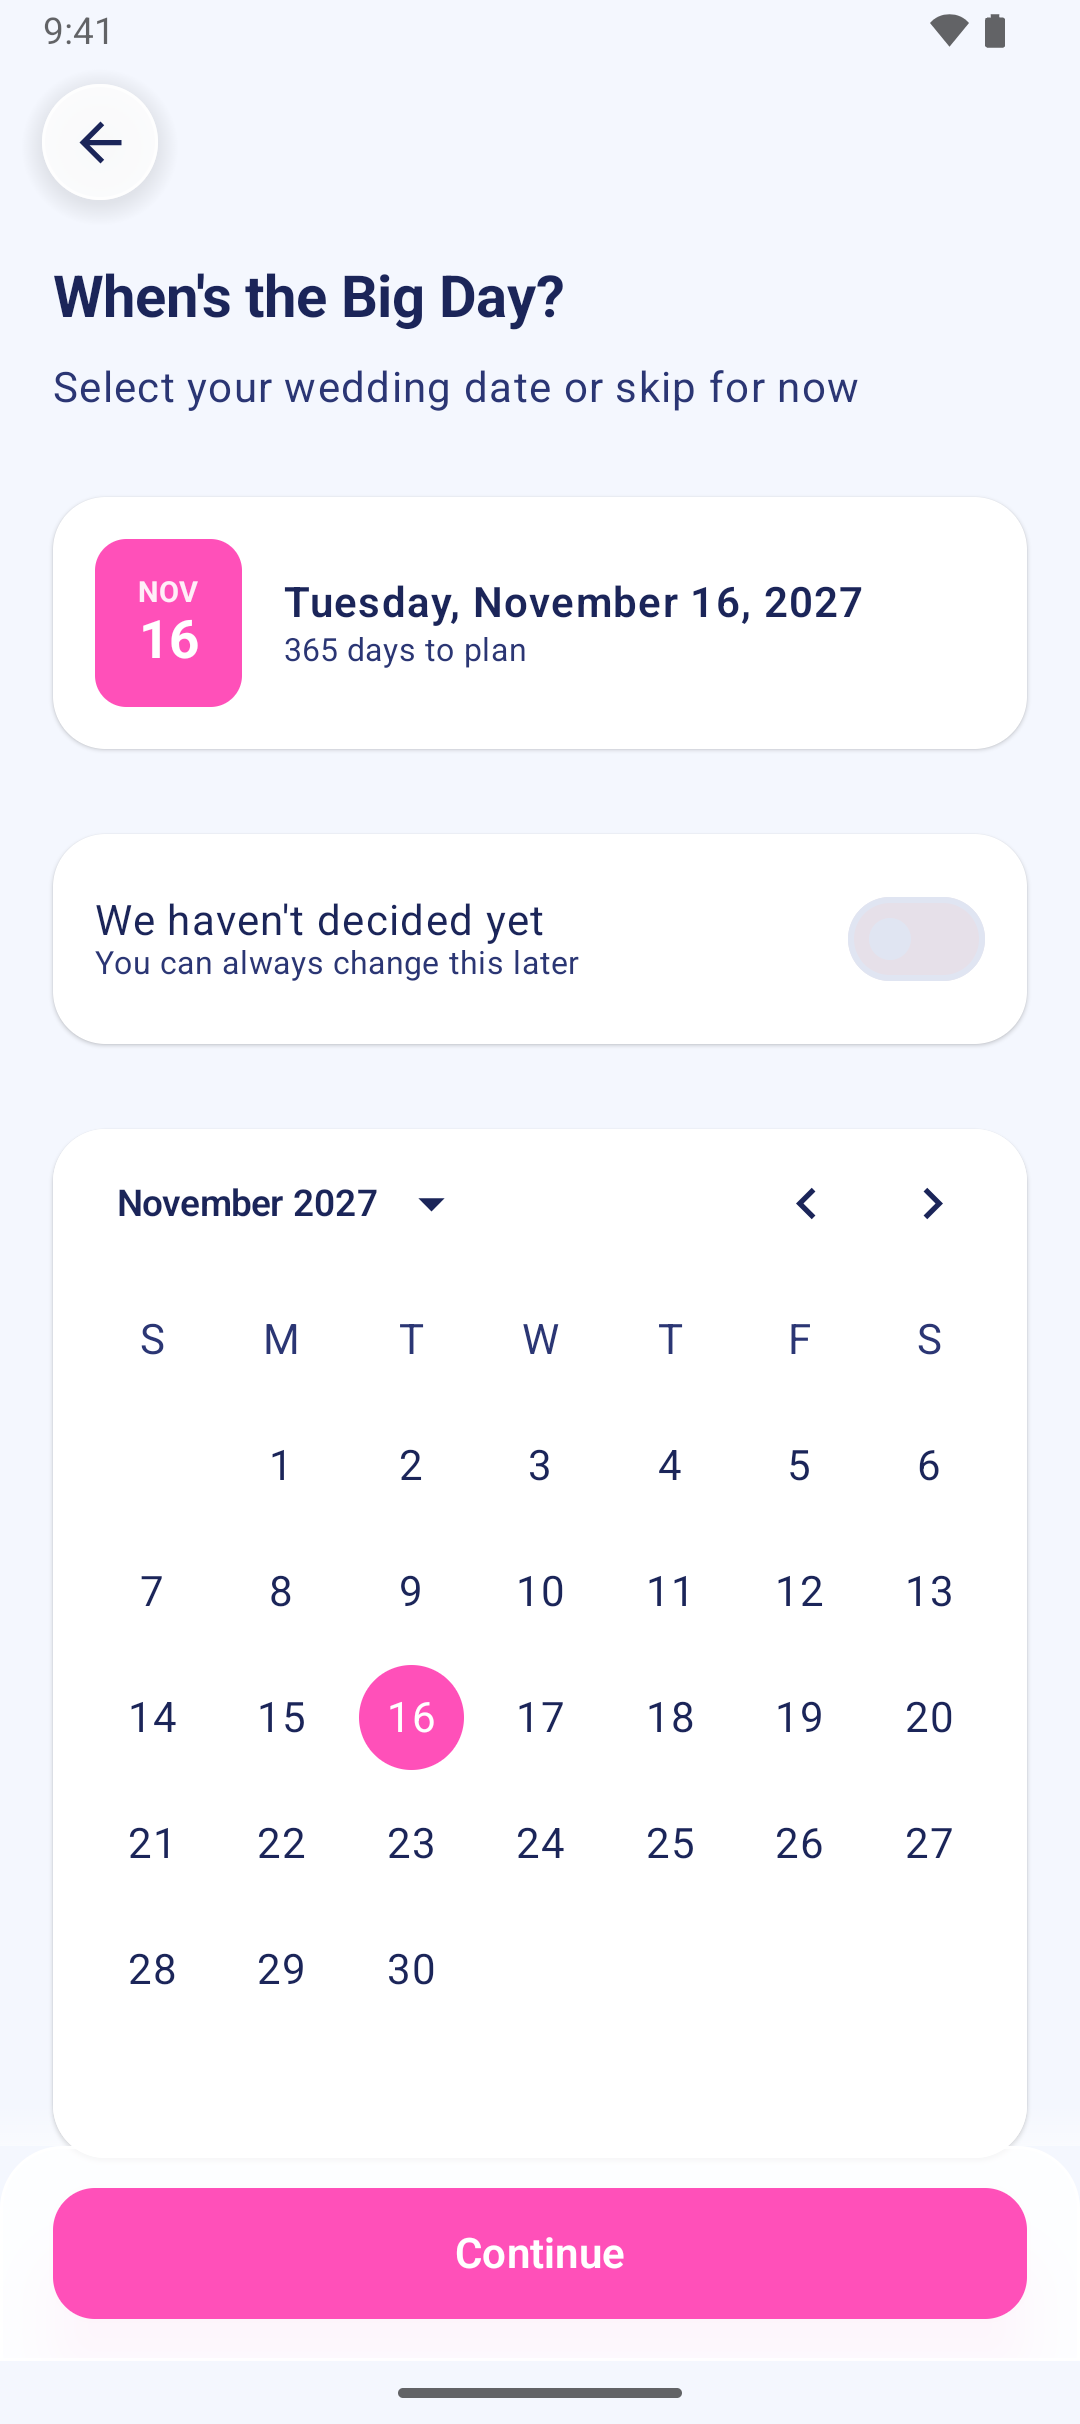 9:41
When's the Big Day?
Select your wedding date or skip for now
NOV
16
Tuesday, November 16, 2027
365 days to plan
We haven't decided yet
You can always change this later
November 2027
S M T W T F S
1 2 3 4 5 6
7 8 9 10 11 12 13
14 15 16 17 18 19 20
21 22 23 24 25 26 27
28 29 30
Continue